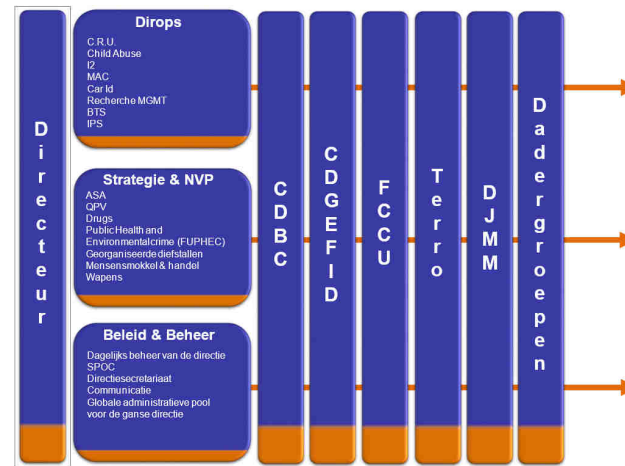 Directeur
Dirops
C.R.U.
Child Abuse
I2
MAC
Car Id
Recherche MGMT
BTS
IPS
Strategie & NVP
ASA
QPV
Drugs
Public Health and
Environmental crime (FUPHEC)
Georganiseerde diefstallen
Mensensmokkel & handel
Wapens
Beleid & Beheer
Dagelijks beheer van de directie
SPOC
Directiesecretariaat
Communicatie
Globale administratieve pool
voor de ganse directie
CDBC
CDGEFID
FCCU
Terro
DJMM
Dadergroepen